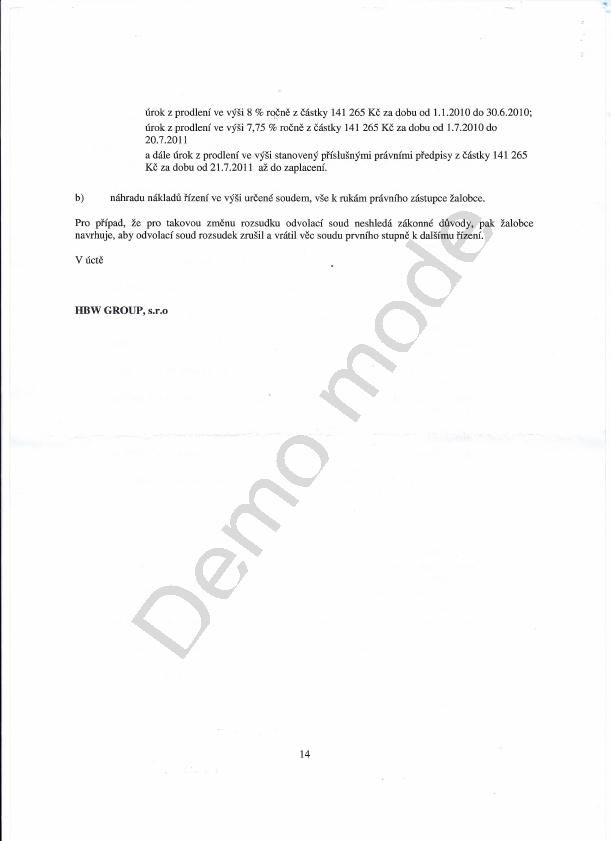 úrok z prodlení ve výši 8 % ročně z částky 141 265 Kč za dobu od 1.1.2010 do 30.6.2010;
úrok z prodlení ve výši 7,75 % ročně z částky 141 265 Kč za dobu od 1.7.2010 do
20.7.2011
a dále úrok z prodlení ve výši stanovený příslušnými právními předpisy z částky 141 265
Kč za dobu od 21.7.2011 až do zaplacení.
b) náhradu nákladů řízení ve výši určené soudem, vše k rukám právního zástupce žalobce.
Pro případ, že pro takovou změnu rozsudku odvolací soud neshledá zákonné důvody, pak žalobce
navrhuje, aby odvolací soud rozsudek zrušil a vrátil věc soudu prvního stupně k dalšímu řízení.
V úctě
HBW GROUP, s.r.o
Demo mode
14